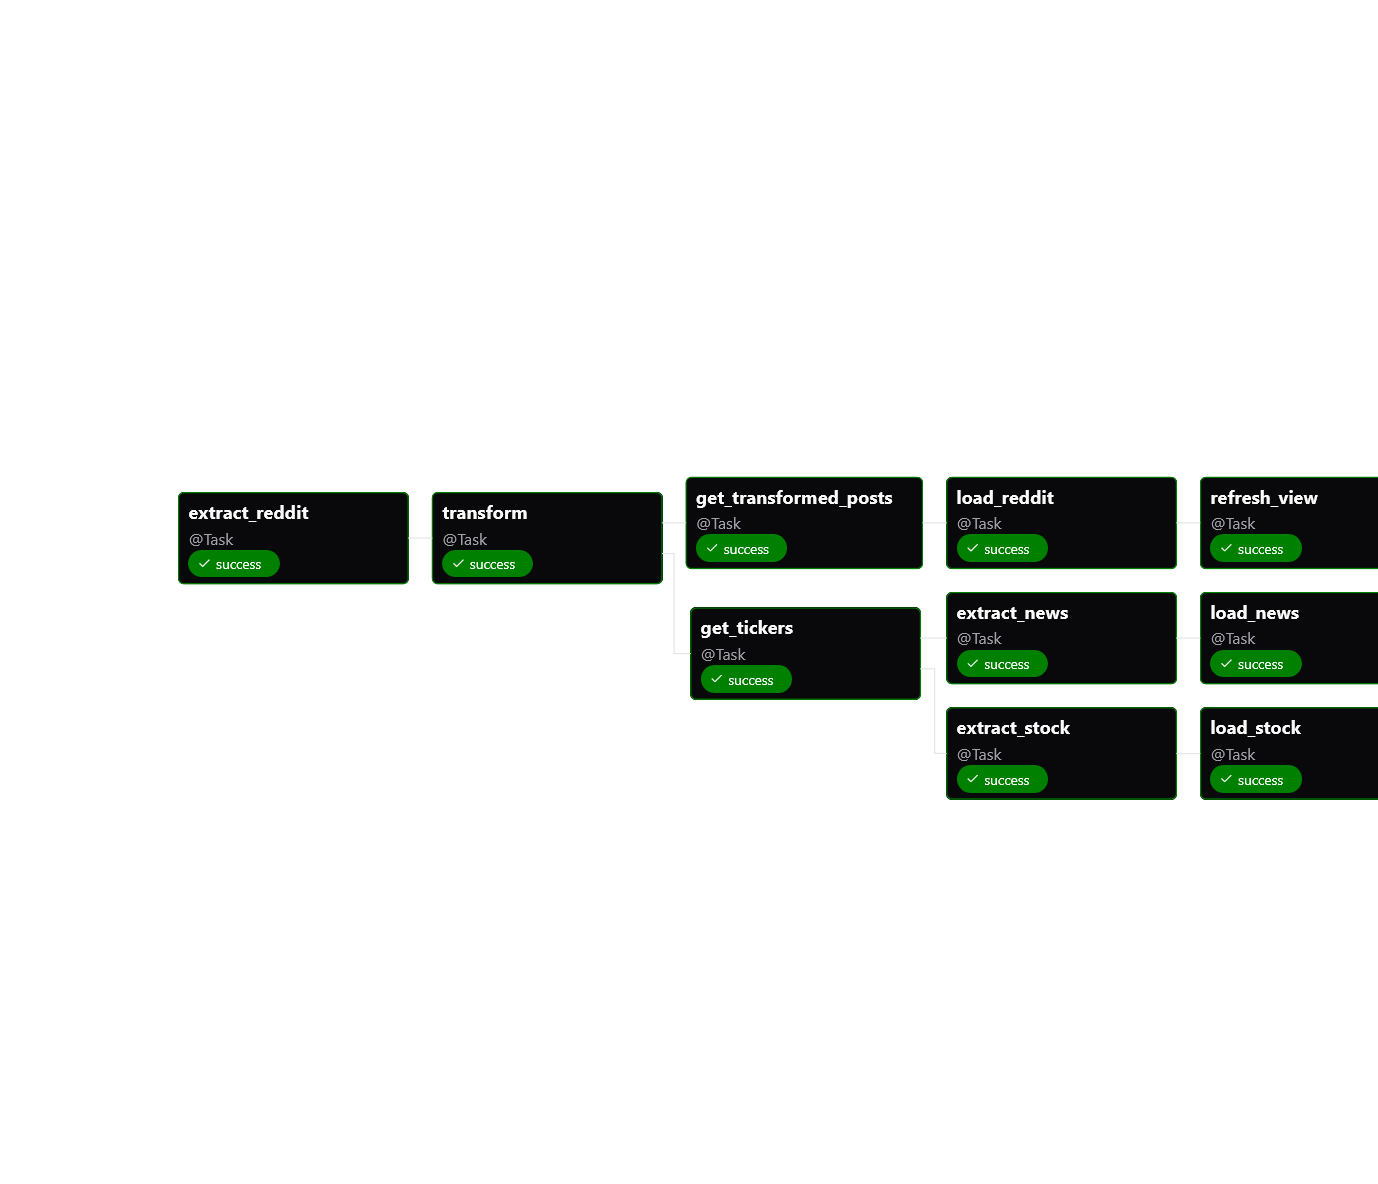 extract_reddit
@Task
success
transform
@Task
success
get_transformed_posts
@Task
success
load_reddit
@Task
success
refresh_view
@Task
success
get_tickers
@Task
success
extract_news
@Task
success
load_news
@Task
success
extract_stock
@Task
success
load_stock
@Task
success